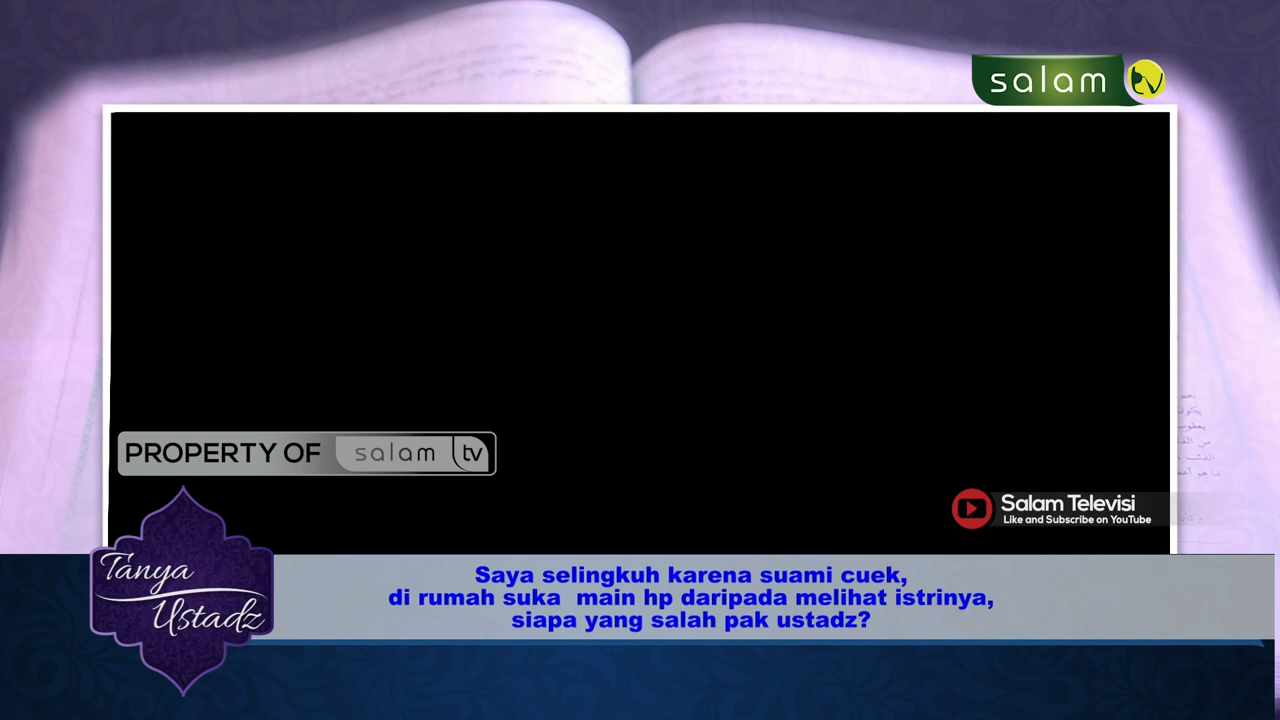 salam tv
PROPERTY OF salam tv
Salam Televisi
Like and Subscribe on YouTube
Tanya
Ustadz
Saya selingkuh karena suami cuek,
di rumah suka main hp daripada melihat istrinya,
siapa yang salah pak ustadz?